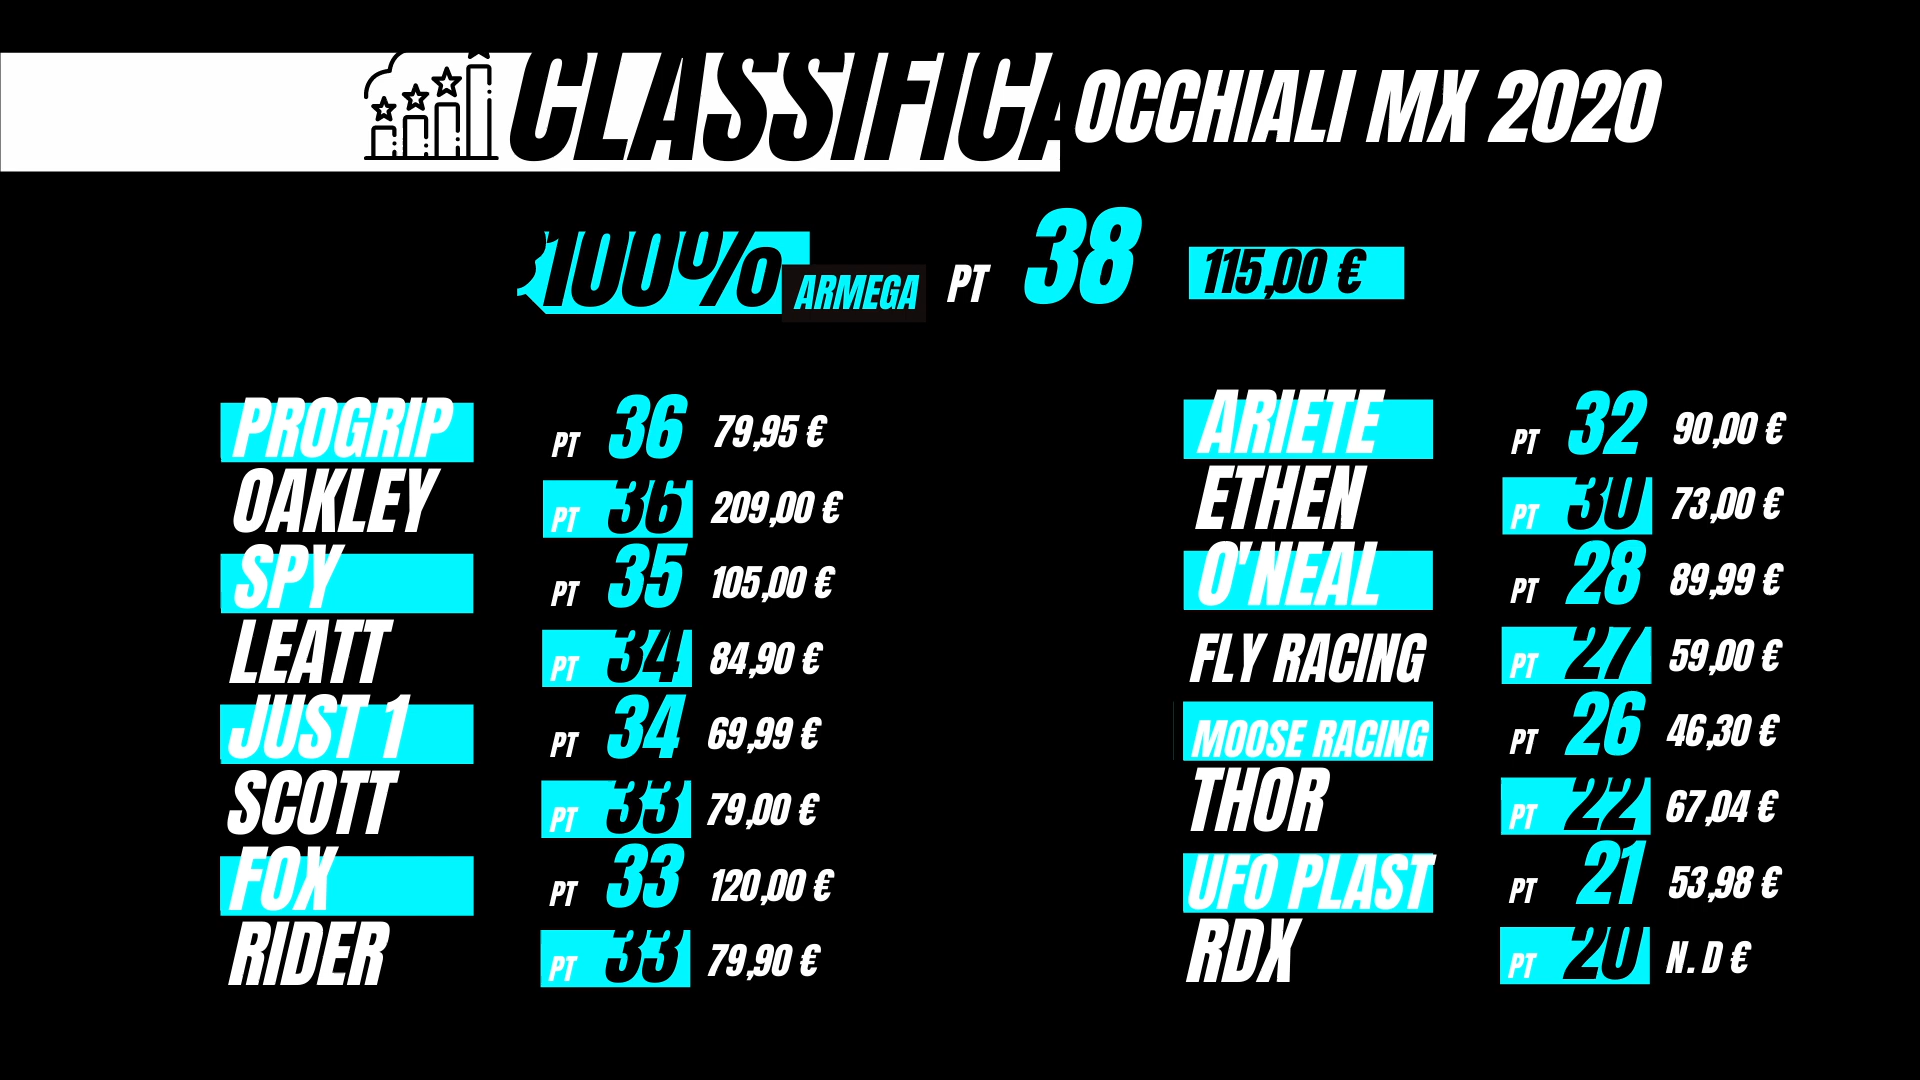 CLASSIFICA OCCHIALI MX 2020
100% ARMEGA PT 38 115,00 €
PROGRIP PT 36 79,95 €
OAKLEY PT 36 209,00 €
SPY PT 35 105,00 €
LEATT PT 34 84,90 €
JUST 1 PT 34 69,99 €
SCOTT PT 33 79,00 €
FOX PT 33 120,00 €
RIDER PT 33 79,90 €
ARIETE PT 32 90,00 €
ETHEN PT 30 73,00 €
O'NEAL PT 28 89,99 €
FLY RACING PT 27 59,00 €
MOOSE RACING PT 26 46,30 €
THOR PT 22 67,04 €
UFO PLAST PT 21 53,98 €
RDX PT 20 N.D €